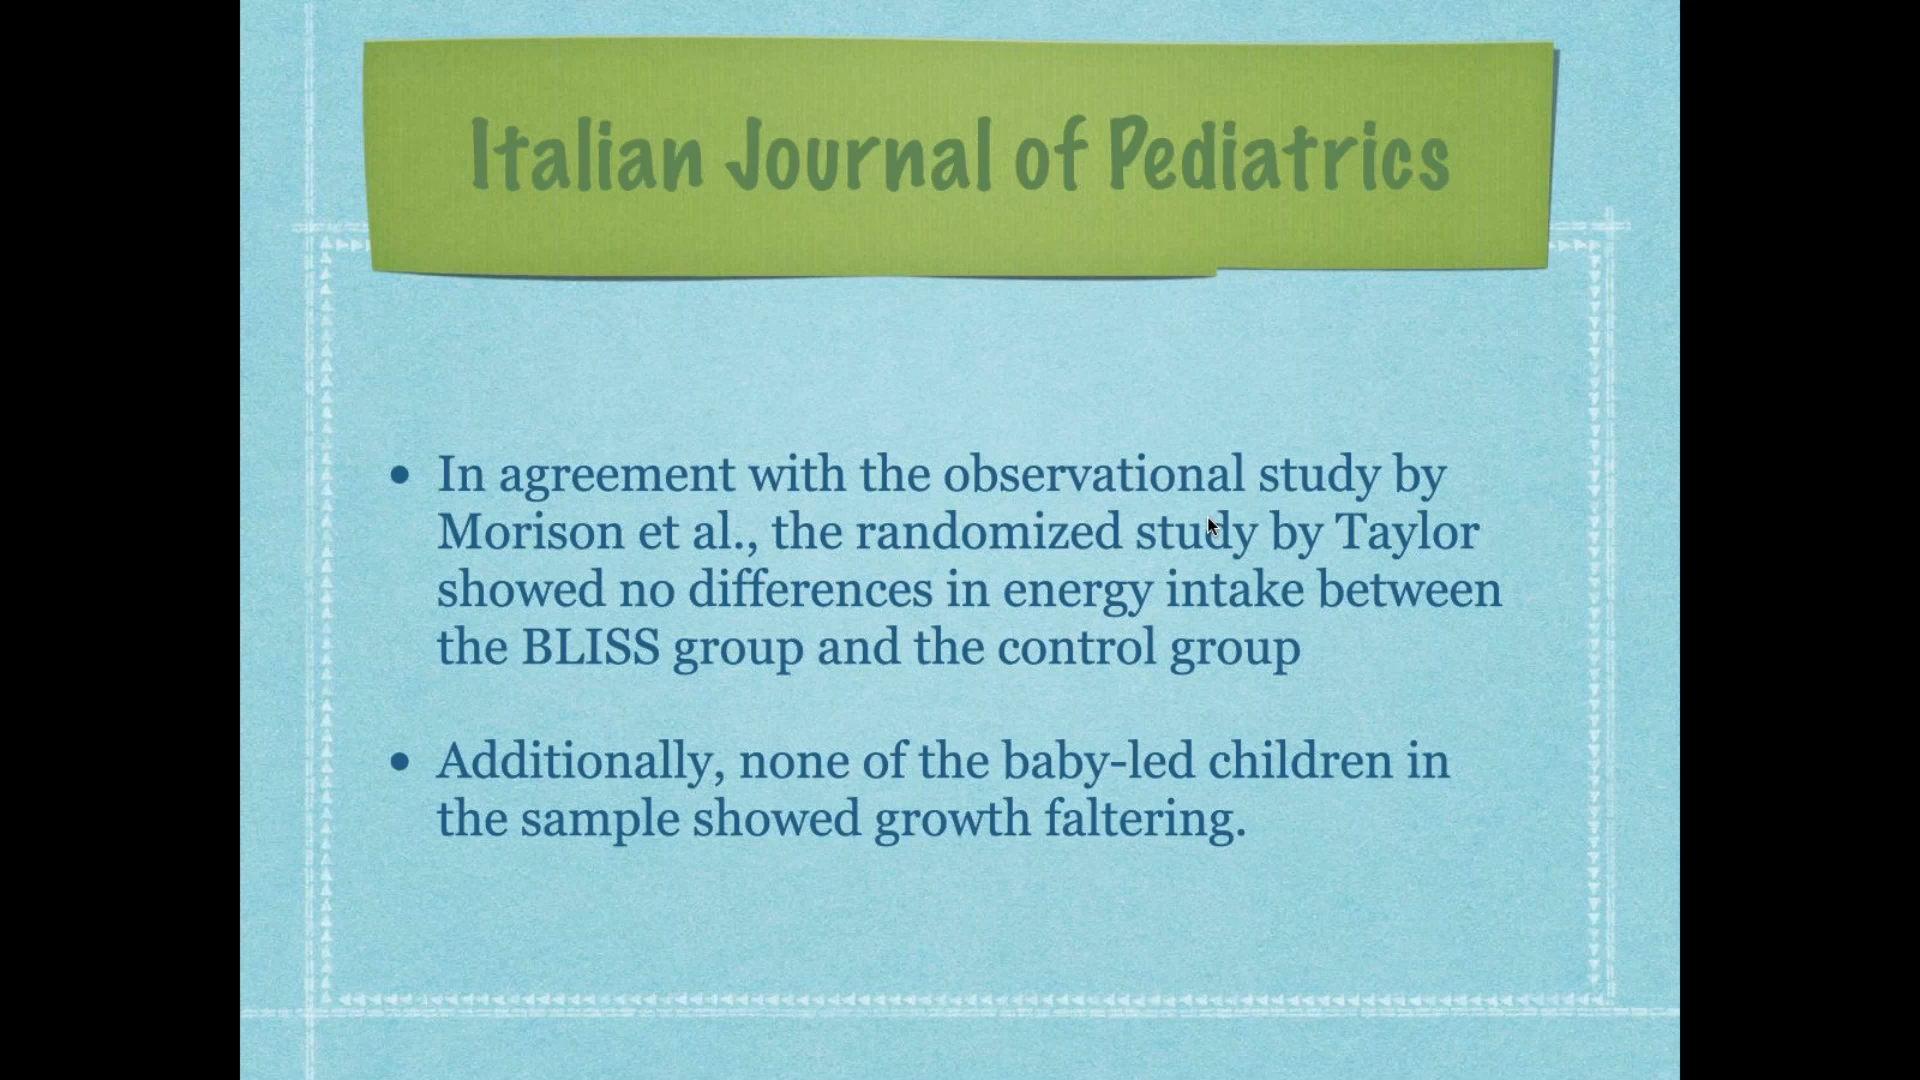 Italian Journal of Pediatrics
• In agreement with the observational study by
Morison et al., the randomized study by Taylor
showed no differences in energy intake between
the BLISS group and the control group
• Additionally, none of the baby-led children in
the sample showed growth faltering.